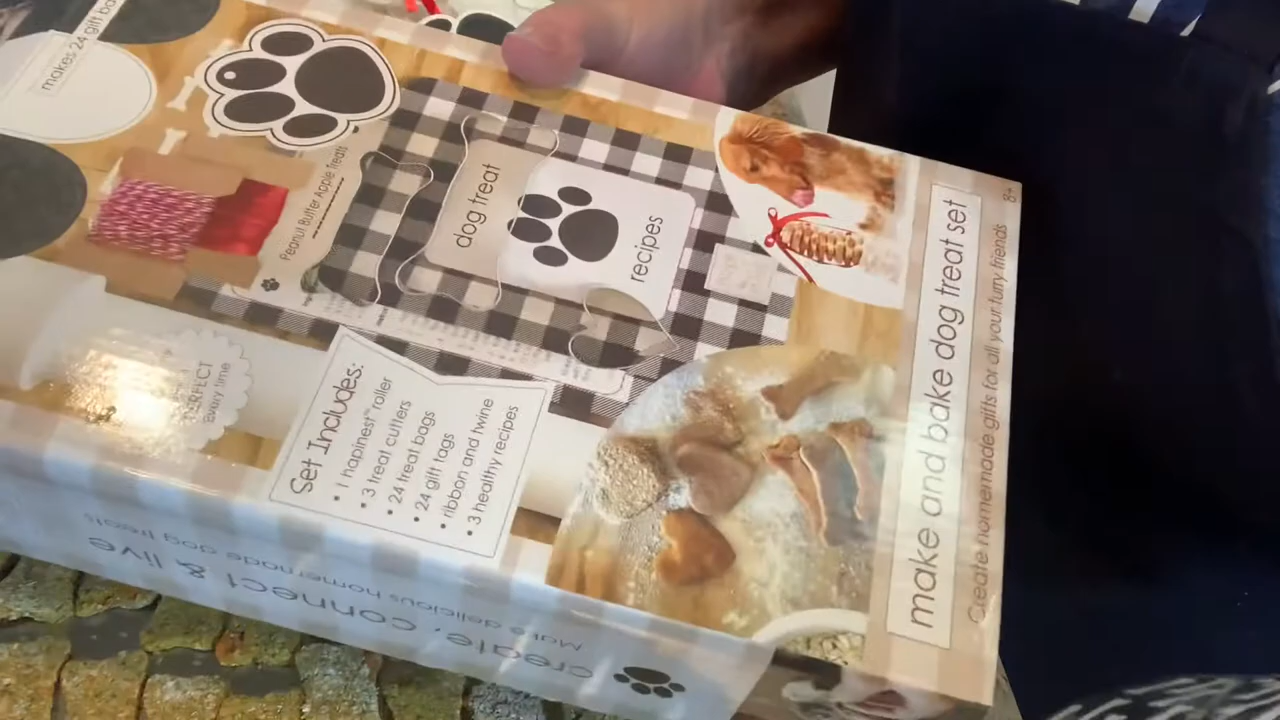 makes 24 gift
Peanut Butter Apple Treats
dog treat
recipes
PERFECT
every time
Set Includes:
• 1 hapinest™ roller
• 3 treat cutters
• 24 treat bags
• 24 gift tags
• ribbon and twine
• 3 healthy recipes
make and bake dog treat set
Create homemade gifts for all your furry friends
8+
create, connect & live
Make delicious homemade dog treats